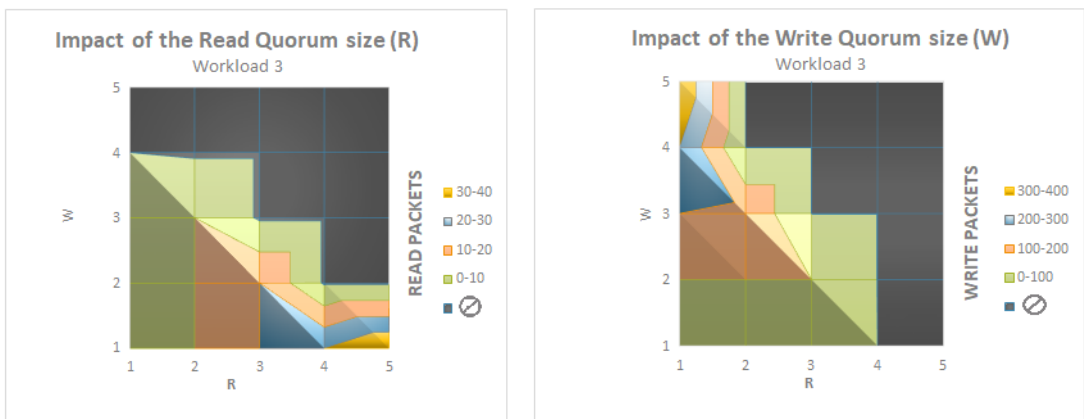 Impact of the Read Quorum size (R)
Workload 3
5
4
3
2
1
W
1 2 3 4 5
R
READ PACKETS
30-40
20-30
10-20
0-10
Impact of the Write Quorum size (W)
Workload 3
5
4
3
2
1
W
1 2 3 4 5
R
WRITE PACKETS
300-400
200-300
100-200
0-100